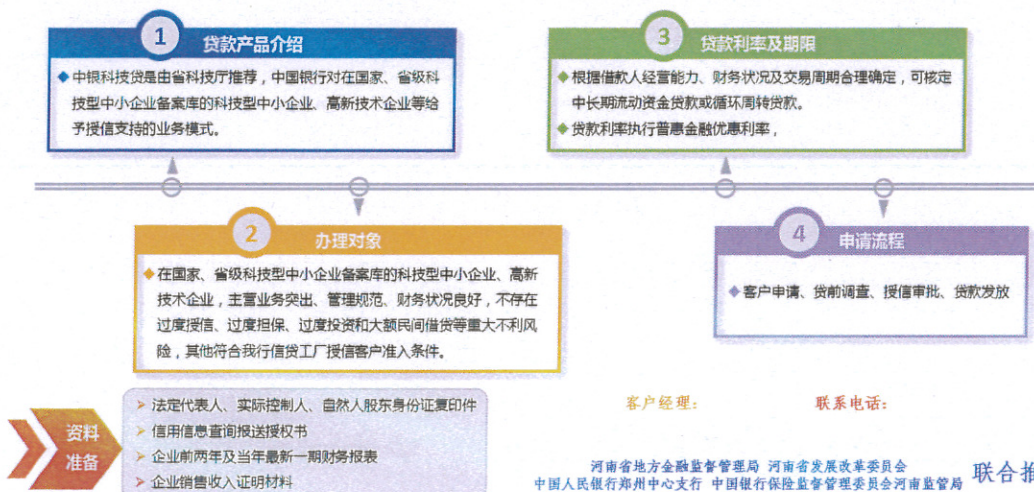 1 贷款产品介绍
◆ 中银科技贷是由省科技厅推荐，中国银行对在国家、省级科
技型中小企业备案库的科技型中小企业、高新技术企业等给
予授信支持的业务模式。
3 贷款利率及期限
◆ 根据借款人经营能力、财务状况及交易周期合理确定，可核定
中长期流动资金贷款或循环周转贷款。
◆ 贷款利率执行普惠金融优惠利率，
2 办理对象
◆ 在国家、省级科技型中小企业备案库的科技型中小企业、高新
技术企业，主营业务突出、管理规范、财务状况良好，不存在
过度授信、过度担保、过度投资和大额民间借贷等重大不利风
险，其他符合我行信贷工厂授信客户准入条件。
4 申请流程
◆ 客户申请、贷前调查、授信审批、贷款发放
资料
准备
➢ 法定代表人、实际控制人、自然人股东身份证复印件
➢ 信用信息查询报送授权书
➢ 企业前两年及当年最新一期财务报表
➢ 企业销售收入证明材料
客户经理： 联系电话：
河南省地方金融监督管理局 河南省发展改革委员会
中国人民银行郑州中心支行 中国银行保险监督管理委员会河南监管局
联合推